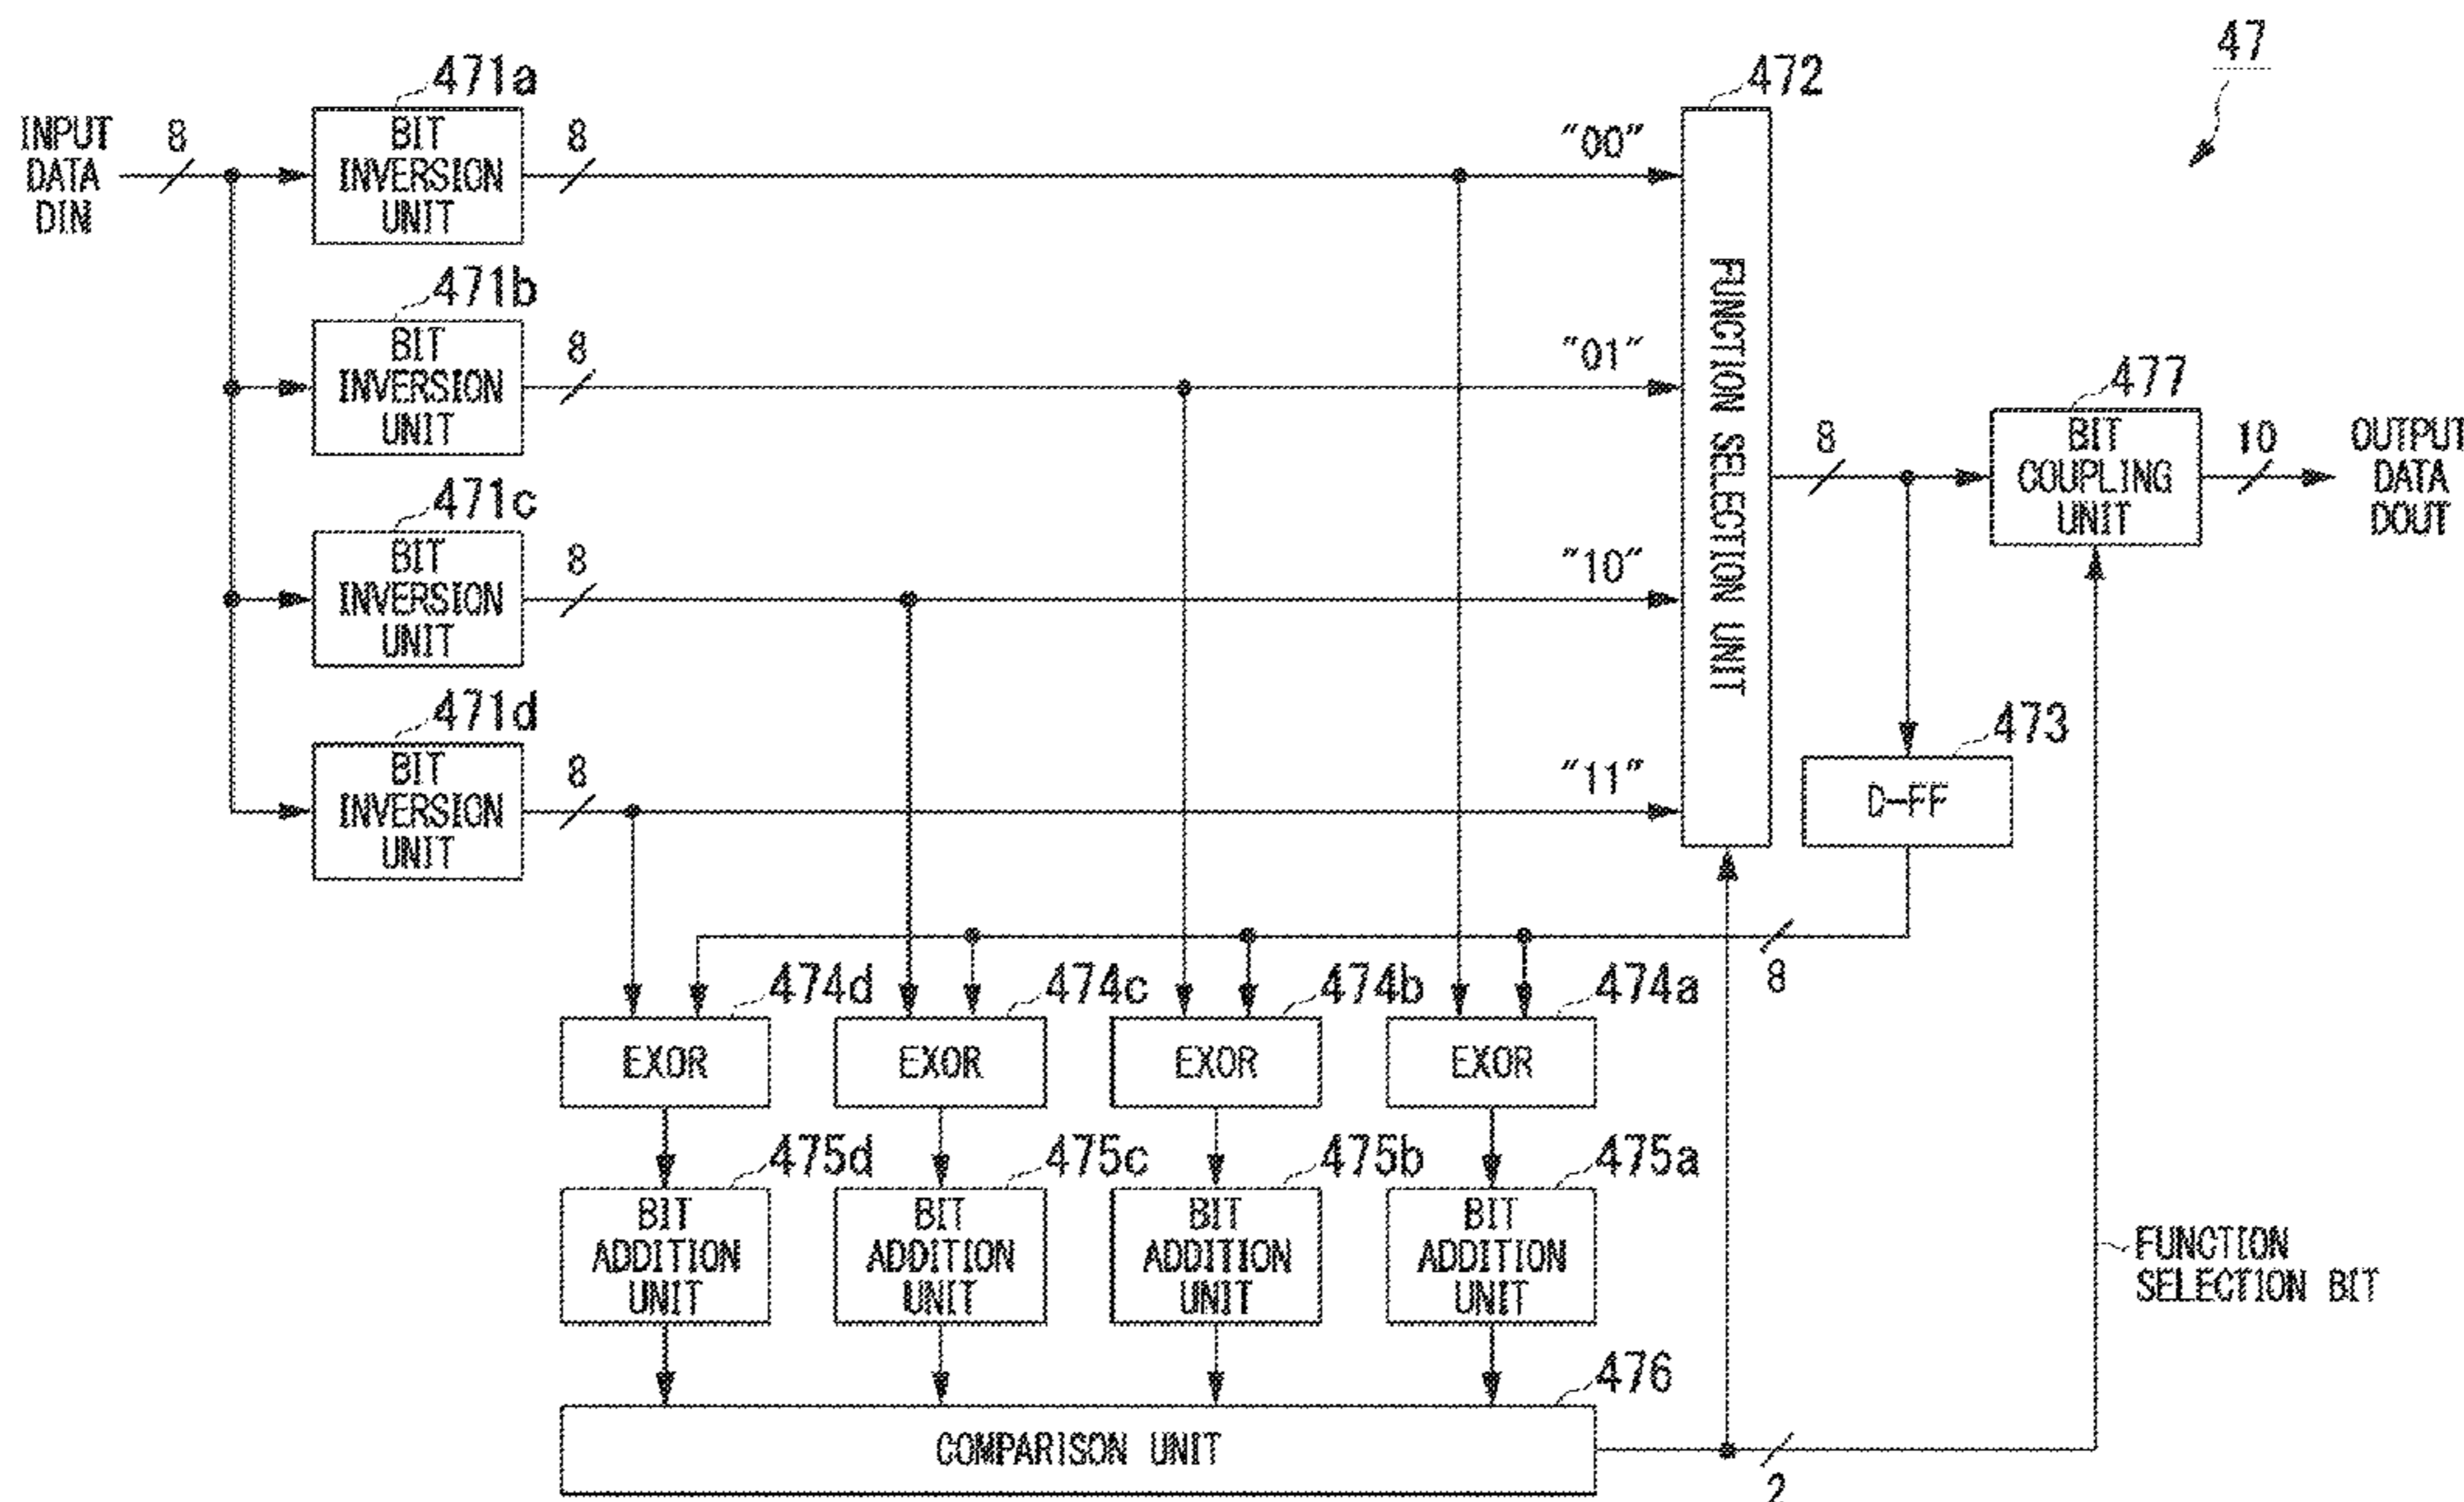 47
471a
472
INPUT
DATA
DIN
8
BIT
INVERSION
UNIT
8
"00"
471b
BIT
INVERSION
UNIT
8
"01"
FUNCTION SELECTION UNIT
477
8
BIT
COUPLING
UNIT
10
OUTPUT
DATA
DOUT
471c
BIT
INVERSION
UNIT
8
"10"
471d
BIT
INVERSION
UNIT
8
"11"
473
D-FF
8
474d
474c
474b
474a
EXOR
EXOR
EXOR
EXOR
475d
475c
475b
475a
BIT
ADDITION
UNIT
BIT
ADDITION
UNIT
BIT
ADDITION
UNIT
BIT
ADDITION
UNIT
FUNCTION
SELECTION BIT
476
COMPARISON UNIT
2